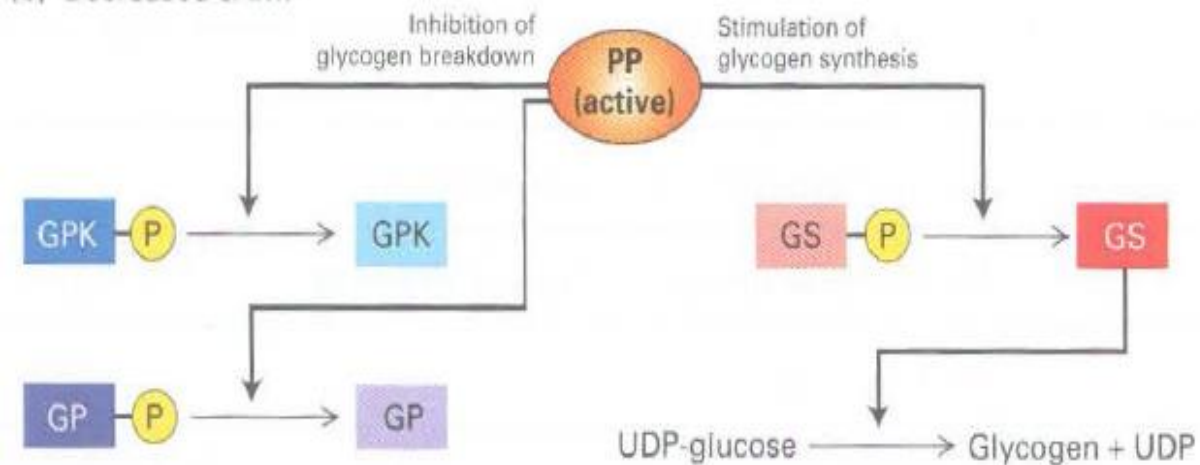 Inhibition of
glycogen breakdown
PP
(active)
Stimulation of
glycogen synthesis
GPK P GPK
GS P GS
GP P GP
UDP-glucose Glycogen + UDP